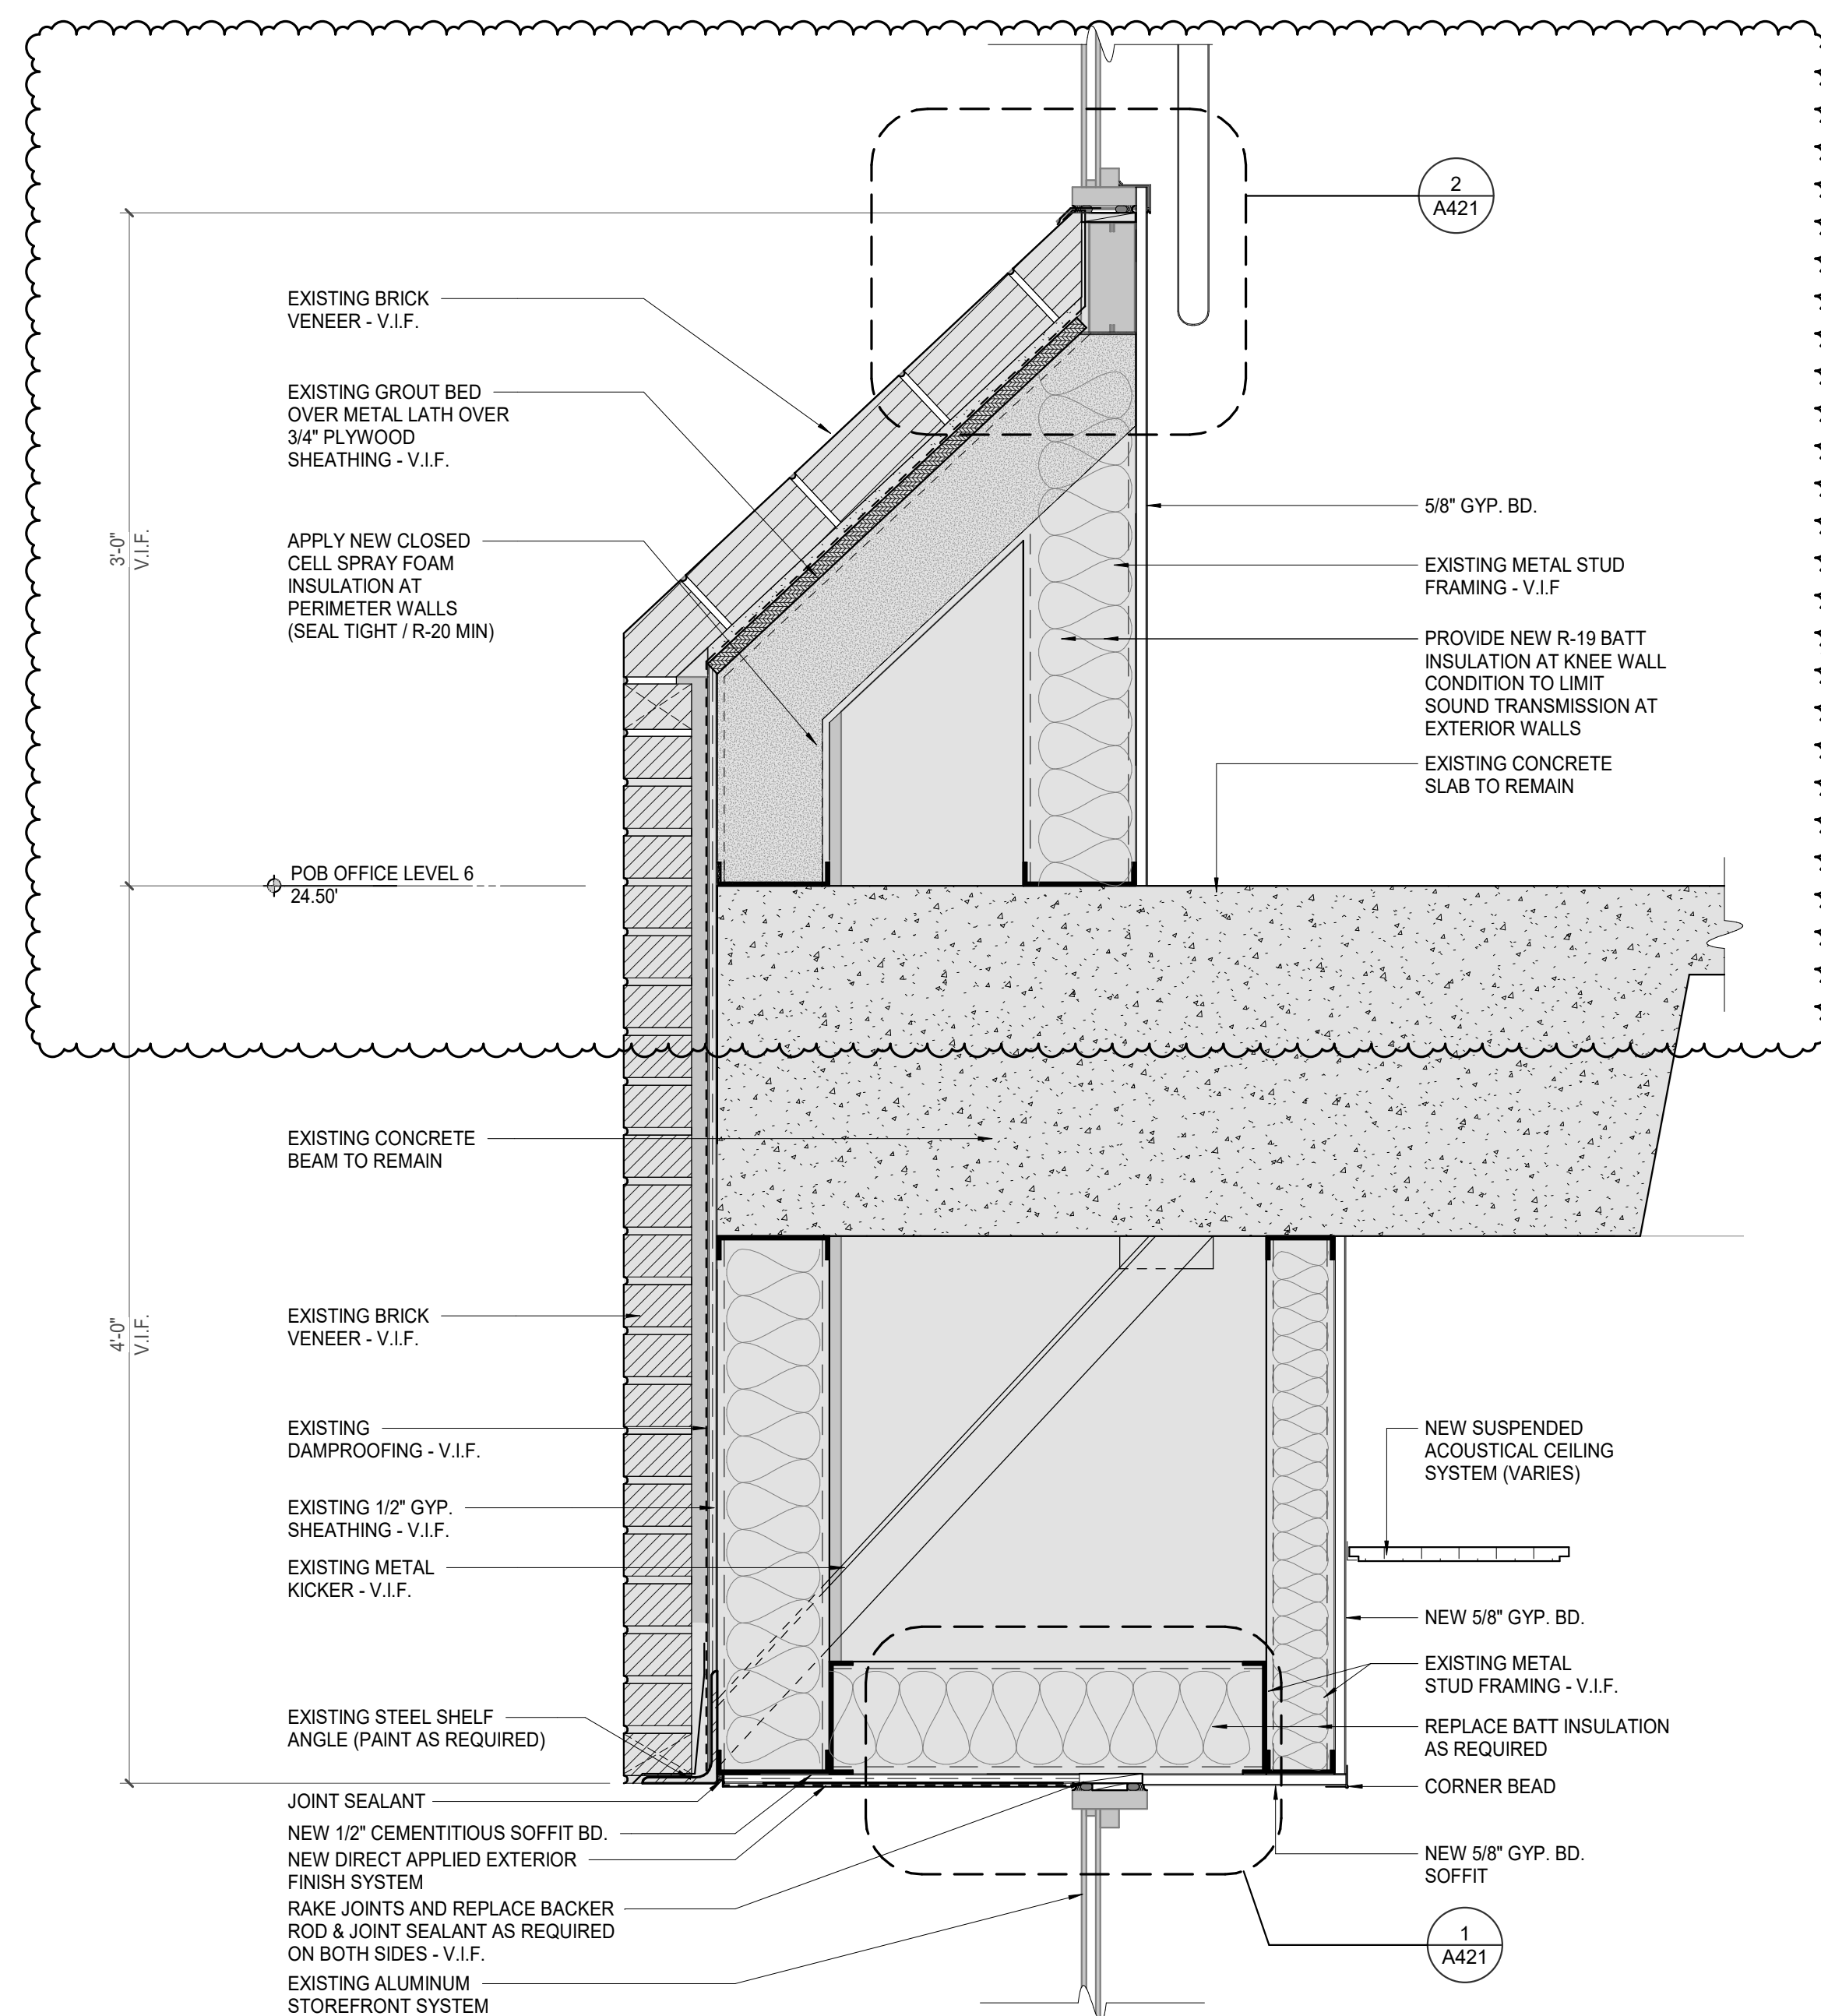 2
A421
EXISTING BRICK
VENEER - V.I.F.
EXISTING GROUT BED
OVER METAL LATH OVER
3/4" PLYWOOD
SHEATHING - V.I.F.
APPLY NEW CLOSED
CELL SPRAY FOAM
INSULATION AT
PERIMETER WALLS
(SEAL TIGHT / R-20 MIN)
3'-0"
V.I.F.
5/8" GYP. BD.
EXISTING METAL STUD
FRAMING - V.I.F
PROVIDE NEW R-19 BATT
INSULATION AT KNEE WALL
CONDITION TO LIMIT
SOUND TRANSMISSION AT
EXTERIOR WALLS
EXISTING CONCRETE
SLAB TO REMAIN
POB OFFICE LEVEL 6
24.50'
EXISTING CONCRETE
BEAM TO REMAIN
4'-0"
V.I.F.
EXISTING BRICK
VENEER - V.I.F.
EXISTING
DAMPROOFING - V.I.F.
EXISTING 1/2" GYP.
SHEATHING - V.I.F.
EXISTING METAL
KICKER - V.I.F.
EXISTING STEEL SHELF
ANGLE (PAINT AS REQUIRED)
JOINT SEALANT
NEW 1/2" CEMENTITIOUS SOFFIT BD.
NEW DIRECT APPLIED EXTERIOR
FINISH SYSTEM
RAKE JOINTS AND REPLACE BACKER
ROD & JOINT SEALANT AS REQUIRED
ON BOTH SIDES - V.I.F.
EXISTING ALUMINUM
STOREFRONT SYSTEM
NEW SUSPENDED
ACOUSTICAL CEILING
SYSTEM (VARIES)
NEW 5/8" GYP. BD.
EXISTING METAL
STUD FRAMING - V.I.F.
REPLACE BATT INSULATION
AS REQUIRED
CORNER BEAD
NEW 5/8" GYP. BD.
SOFFIT
1
A421